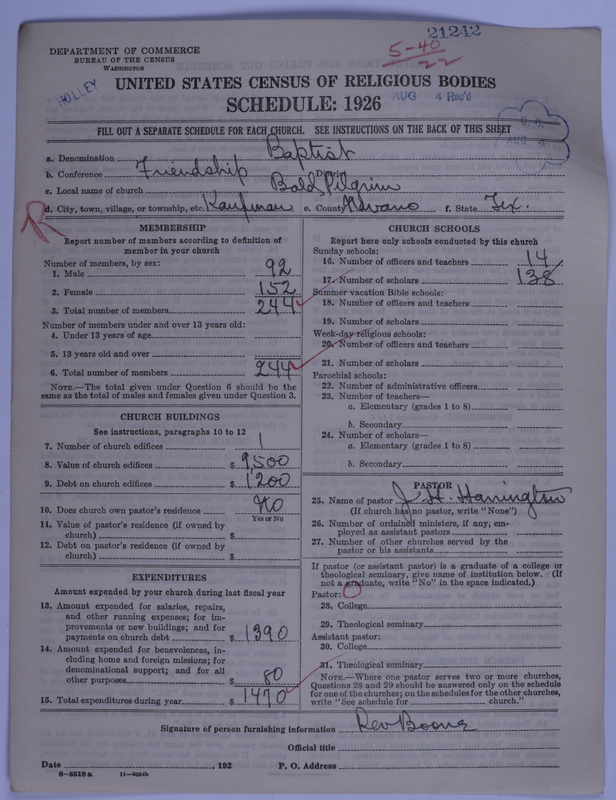 21242
5-40
22
DEPARTMENT OF COMMERCE
BUREAU OF THE CENSUS
WASHINGTON
HOLLEY
UNITED STATES CENSUS OF RELIGIOUS BODIES
AUG 4 Rec'd
SCHEDULE: 1926
FILL OUT A SEPARATE SCHEDULE FOR EACH CHURCH. SEE INSTRUCTIONS ON THE BACK OF THIS SHEET
a. Denomination Baptist
b. Conference Friendship
c. Local name of church Bald Pilgrim
d. City, town, village, or township, etc. Kaufman e. County f. State Tex.
MEMBERSHIP
Report number of members according to definition of member in your church
Number of members, by sex:
1. Male 92
2. Female 152
3. Total number of members 244
Number of members under and over 13 years old:
4. Under 13 years of age
5. 13 years old and over
6. Total number of members 244
NOTE.—The total given under Question 6 should be the
same as the total of males and females given under Question 3.
CHURCH BUILDINGS
See instructions, paragraphs 10 to 12
7. Number of church edifices 1
8. Value of church edifices $ 9,500
9. Debt on church edifices $ 1200
10. Does church own pastor's residence No
Yes or No
11. Value of pastor's residence (if owned by
church) $
12. Debt on pastor's residence (if owned by
church) $
EXPENDITURES
Amount expended by your church during last fiscal year
13. Amount expended for salaries, repairs,
and other running expenses; for im-
provements or new buildings; and for
payments on church debt $ 1390
14. Amount expended for benevolences, in-
cluding home and foreign missions; for
denominational support; and for all
other purposes $ 80
15. Total expenditures during year $ 1470
CHURCH SCHOOLS
Report here only schools conducted by this church
Sunday schools:
16. Number of officers and teachers 14
17. Number of scholars 138
Summer vacation Bible schools:
18. Number of officers and teachers
19. Number of scholars
Week-day religious schools:
20. Number of officers and teachers
21. Number of scholars
Parochial schools:
22. Number of administrative officers
23. Number of teachers—
a. Elementary (grades 1 to 8)
b. Secondary
24. Number of scholars—
a. Elementary (grades 1 to 8)
b. Secondary
PASTOR
25. Name of pastor J. H. Harrington
(If church has no pastor, write "None")
26. Number of ordained ministers, if any, em-
ployed as assistant pastors
27. Number of other churches served by the
pastor or his assistants
If pastor (or assistant pastor) is a graduate of a college or
theological seminary, give name of institution below. (If
not a graduate, write "No" in the space indicated.)
Pastor:
28. College
29. Theological seminary
Assistant pastor:
30. College
31. Theological seminary
NOTE.—Where one pastor serves two or more churches,
Questions 28 and 29 should be answered only on the schedule
for one of the churches; on the schedules for the other churches,
write "See schedule for church."
Signature of person furnishing information Rev Boone
Official title
Date , 192 P. O. Address
8-5518a 11-9264b